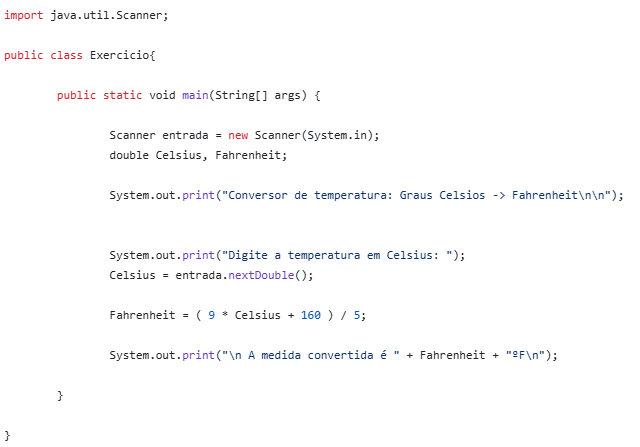 import java.util.Scanner;
public class Exercicio{
public static void main(String[] args) {
Scanner entrada = new Scanner(System.in);
double Celsius, Fahrenheit;
System.out.print("Conversor de temperatura: Graus Celsios -> Fahrenheit\n\n");
System.out.print("Digite a temperatura em Celsius: ");
Celsius = entrada.nextDouble();
Fahrenheit = ( 9 * Celsius + 160 ) / 5;
System.out.print("\n A medida convertida é " + Fahrenheit + "ºF\n");
}
}